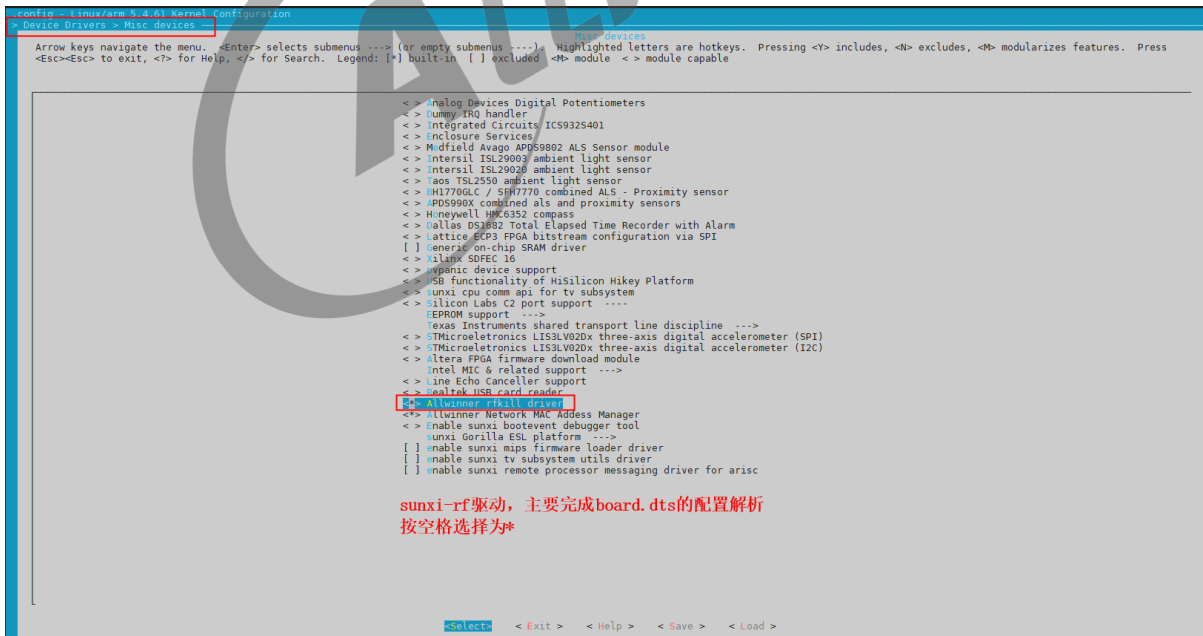 .config - Linux/arm 5.4.61 Kernel Configuration
> Device Drivers > Misc devices
Misc devices
Arrow keys navigate the menu. <Enter> selects submenus ---> (or empty submenus ----). Highlighted letters are hotkeys. Pressing <Y> includes, <N> excludes, <M> modularizes features. Press
<Esc><Esc> to exit, <?> for Help, </> for Search. Legend: [*] built-in [ ] excluded <M> module < > module capable
< > Analog Devices Digital Potentiometers
< > Dummy IRQ handler
< > Integrated Circuits ICS932S401
< > Enclosure Services
< > Medfield Avago APDS9802 ALS Sensor module
< > Intersil ISL29003 ambient light sensor
< > Intersil ISL29020 ambient light sensor
< > Taos TSL2550 ambient light sensor
< > BH1770GLC / SFH7770 combined ALS - Proximity sensor
< > APDS990X combined als and proximity sensors
< > Honeywell HMC6352 compass
< > Dallas DS1682 Total Elapsed Time Recorder with Alarm
< > Lattice ECP3 FPGA bitstream configuration via SPI
[ ] Generic on-chip SRAM driver
< > Xilinx SDFEC 16
< > pvpanic device support
< > USB functionality of HiSilicon Hikey Platform
< > sunxi cpu comm api for tv subsystem
< > Silicon Labs C2 port support ----
EEPROM support --->
Texas Instruments shared transport line discipline --->
< > STMicroeletronics LIS3LV02Dx three-axis digital accelerometer (SPI)
< > STMicroeletronics LIS3LV02Dx three-axis digital accelerometer (I2C)
< > Altera FPGA firmware download module
Intel MIC & related support --->
< > Line Echo Canceller support
< > Realtek USB card reader
<*> Allwinner rfkill driver
<*> Allwinner Network MAC Addess Manager
< > Enable sunxi bootevent debugger tool
sunxi Gorilla ESL platform --->
[ ] enable sunxi mips firmware loader driver
[ ] enable sunxi tv subsystem utils driver
[ ] enable sunxi remote processor messaging driver for arisc
sunxi-rf驱动，主要完成board.dts的配置解析
按空格选择为*
<Select> < Exit > < Help > < Save > < Load >